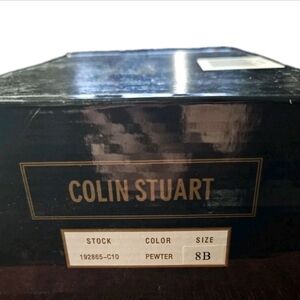 COLIN STUART
STOCK COLOR SIZE
192865-C10 PEWTER 8B